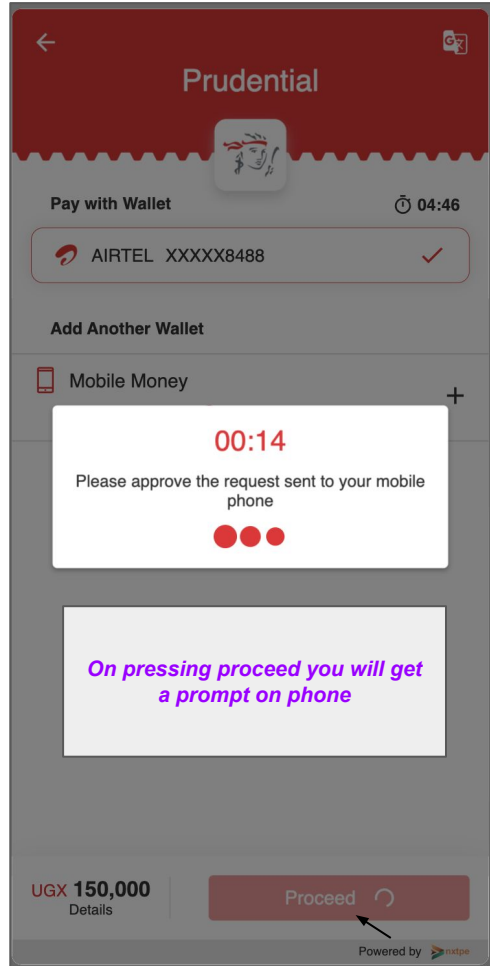 Prudential
Pay with Wallet
04:46
AIRTEL XXXXX8488
Add Another Wallet
Mobile Money
+
00:14
Please approve the request sent to your mobile
phone
On pressing proceed you will get
a prompt on phone
UGX 150,000
Details
Proceed
Powered by nxtpe